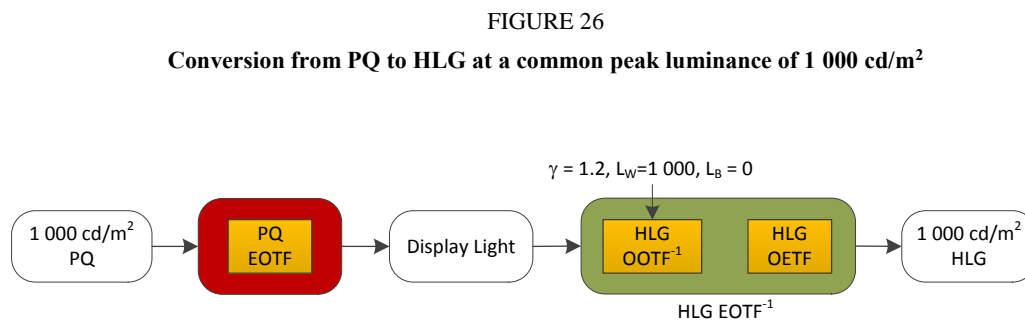 FIGURE 26
Conversion from PQ to HLG at a common peak luminance of 1 000 cd/m²
γ = 1.2, L_W=1 000, L_B = 0
1 000 cd/m²
PQ
PQ
EOTF
Display Light
HLG
OOTF⁻¹
HLG
OETF
1 000 cd/m²
HLG
HLG EOTF⁻¹